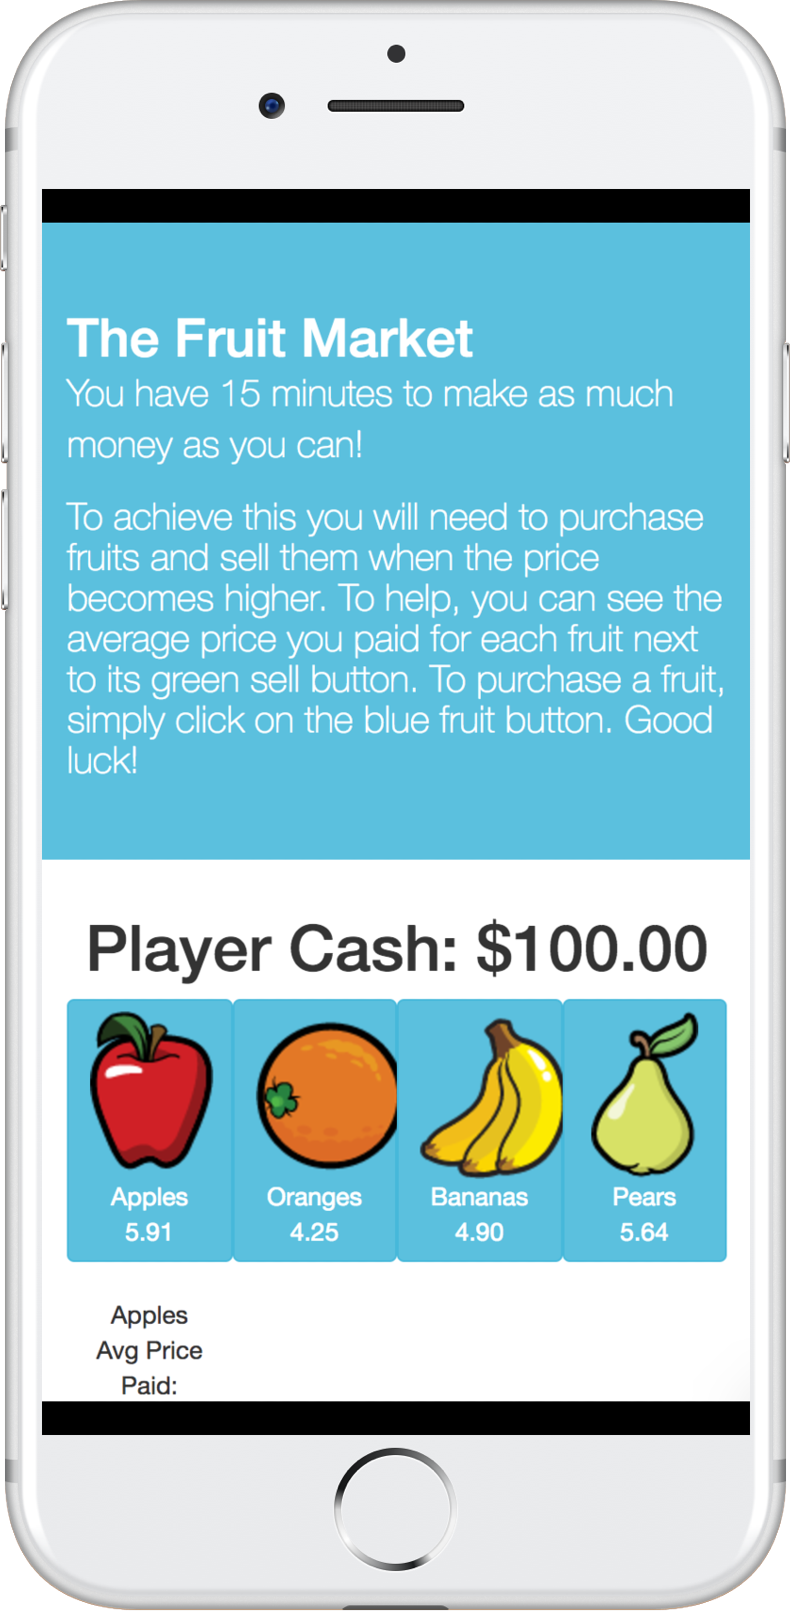 The Fruit Market
You have 15 minutes to make as much
money as you can!
To achieve this you will need to purchase
fruits and sell them when the price
becomes higher. To help, you can see the
average price you paid for each fruit next
to its green sell button. To purchase a fruit,
simply click on the blue fruit button. Good
luck!
Player Cash: $100.00
Apples Oranges Bananas Pears
5.91 4.25 4.90 5.64
Apples
Avg Price
Paid: